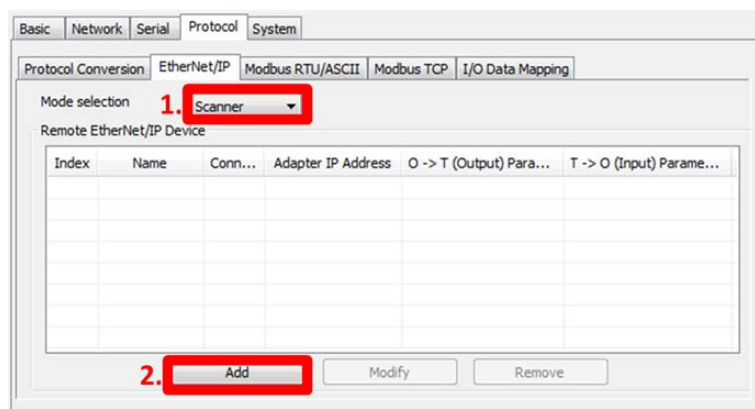 Basic Network Serial Protocol System
Protocol Conversion EtherNet/IP Modbus RTU/ASCII Modbus TCP I/O Data Mapping
Mode selection 1. Scanner
Remote EtherNet/IP Device
Index Name Conn... Adapter IP Address O -> T (Output) Para... T -> O (Input) Parame...
2. Add Modify Remove